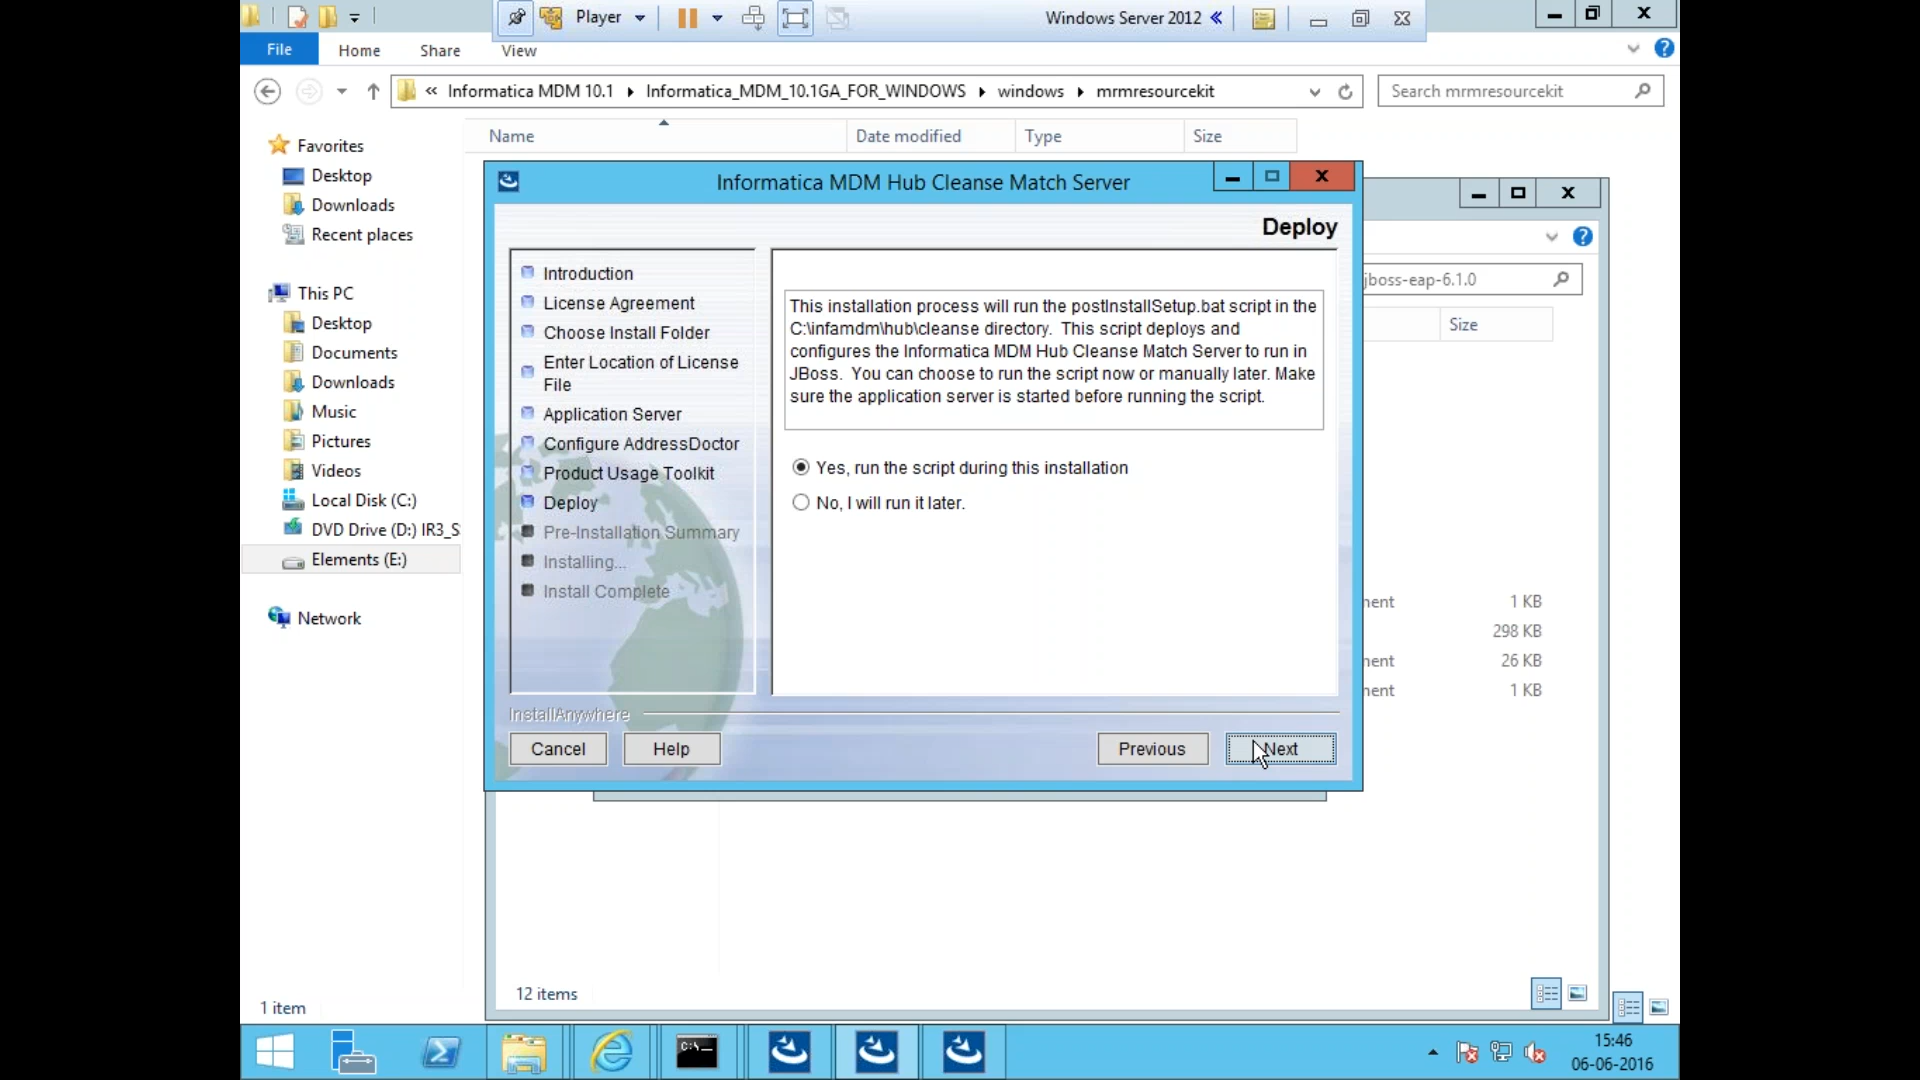 Player
Windows Server 2012
File
Home
Share
View
« Informatica MDM 10.1 ▸ Informatica_MDM_10.1GA_FOR_WINDOWS ▸ windows ▸ mrmresourcekit
Search mrmresourcekit
Name
Date modified
Type
Size
Favorites
Desktop
Downloads
Recent places
This PC
Desktop
Documents
Downloads
Music
Pictures
Videos
Local Disk (C:)
DVD Drive (D:) IR3_S
Elements (E:)
Network
1 item
Informatica MDM Hub Cleanse Match Server
Deploy
Introduction
License Agreement
Choose Install Folder
Enter Location of License
File
Application Server
Configure AddressDoctor
Product Usage Toolkit
Deploy
Pre-Installation Summary
Installing...
Install Complete
This installation process will run the postInstallSetup.bat script in the
C:\infamdm\hub\cleanse directory. This script deploys and
configures the Informatica MDM Hub Cleanse Match Server to run in
JBoss. You can choose to run the script now or manually later. Make
sure the application server is started before running the script.
Yes, run the script during this installation
No, I will run it later.
InstallAnywhere
Cancel
Help
Previous
Next
jboss-eap-6.1.0
Size
nent
1 KB
298 KB
nent
26 KB
nent
1 KB
12 items
C:\.
15:46
06-06-2016